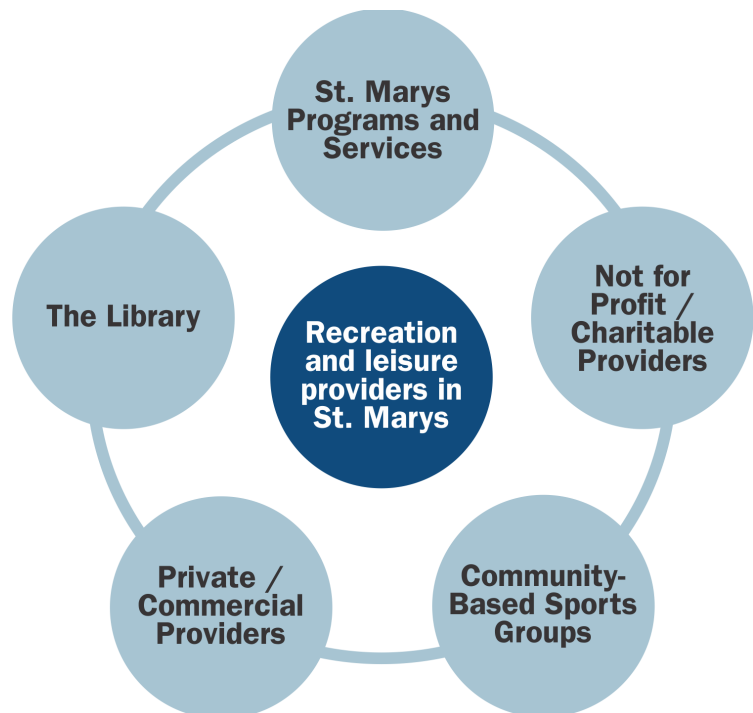 St. Marys
Programs and
Services
Not for
Profit /
Charitable
Providers
Community-
Based Sports
Groups
Private /
Commercial
Providers
The Library
Recreation
and leisure
providers in
St. Marys